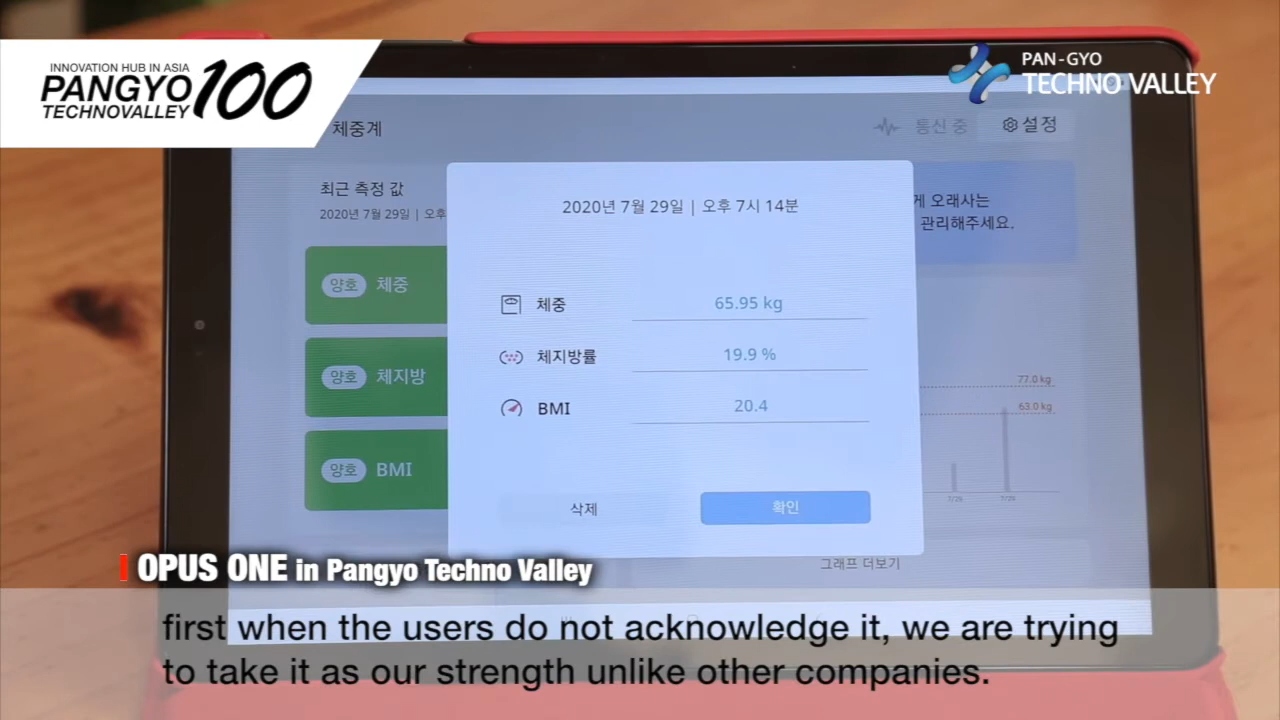 INNOVATION HUB IN ASIA
PANGYO 100
TECHNOVALLEY
PAN-GYO
TECHNO VALLEY
체중계
통신 중
설정
최근 측정 값
2020년 7월 29일 | 오후
2020년 7월 29일 | 오후 7시 14분
게 오래사는
관리해주세요.
양호 체중
양호 체지방
양호 BMI
체중 65.95 kg
체지방률 19.9 %
BMI 20.4
77.0 kg
63.0 kg
7/29
7/29
삭제
확인
그래프 더보기
OPUS ONE in Pangyo Techno Valley
first when the users do not acknowledge it, we are trying
to take it as our strength unlike other companies.